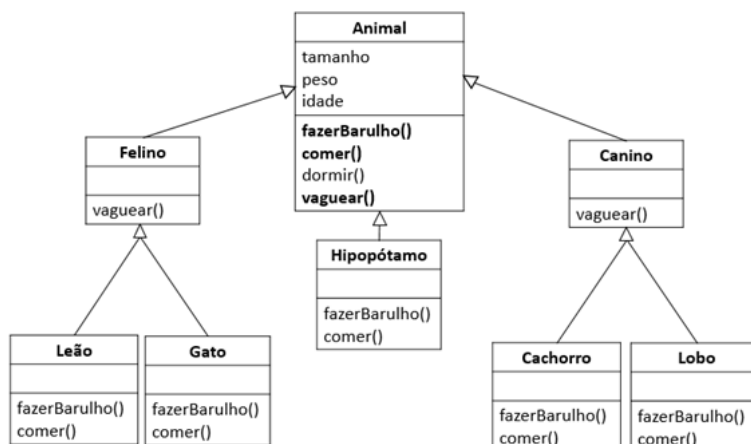 Animal
tamanho
peso
idade
fazerBarulho()
comer()
dormir()
vaguear()
Felino
vaguear()
Canino
vaguear()
Hipopótamo
fazerBarulho()
comer()
Leão
fazerBarulho()
comer()
Gato
fazerBarulho()
comer()
Cachorro
fazerBarulho()
comer()
Lobo
fazerBarulho()
comer()